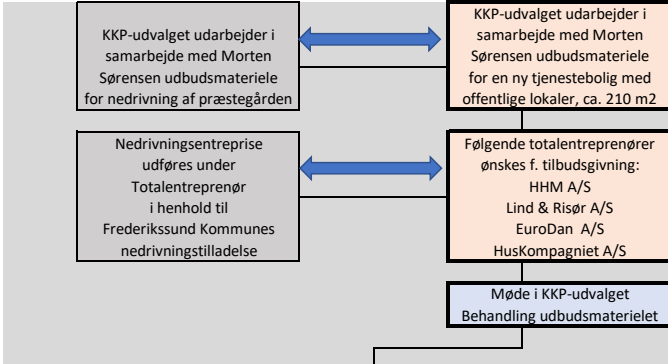 KKP-udvalget udarbejder i
samarbejde med Morten
Sørensen udbudsmateriele
for nedrivning af præstegården
KKP-udvalget udarbejder i
samarbejde med Morten
Sørensen udbudsmateriele
for en ny tjenestebolig med
offentlige lokaler, ca. 210 m2
Nedrivningsentreprise
udføres under
Totalentreprenør
i henhold til
Frederikssund Kommunes
nedrivningstilladelse
Følgende totalentreprenører
ønskes f. tilbudsgivning:
HHM A/S
Lind & Risør A/S
EuroDan A/S
HusKompagniet A/S
Møde i KKP-udvalget
Behandling udbudsmaterielet